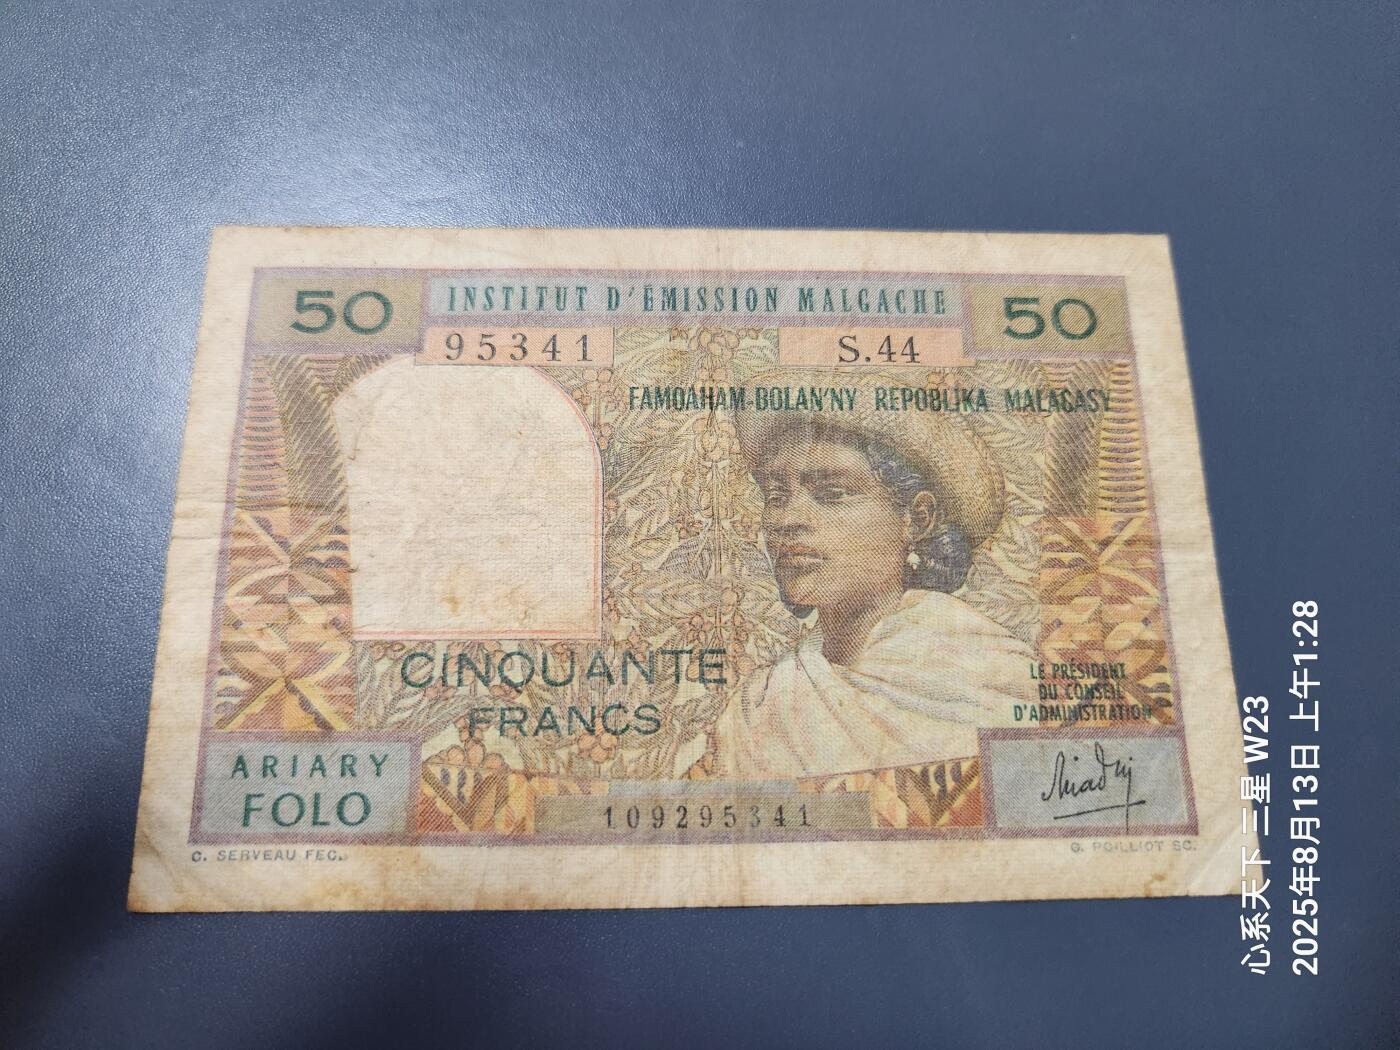 50
INSTITUT D'ÉMISSION MALGACHE
50
95341
S.44
FAMOAHAM-BOLAN'NY REPOBLIKA MALAGASY
CINQUANTE
FRANCS
LE PRÉSIDENT
DU CONSEIL
D'ADMINISTRATION
ARIARY
FOLO
109295341
C. SERVEAU FEC.
G. POILLIOT SC.
心系天下 三星 W23
2025年8月13日 上午1:28